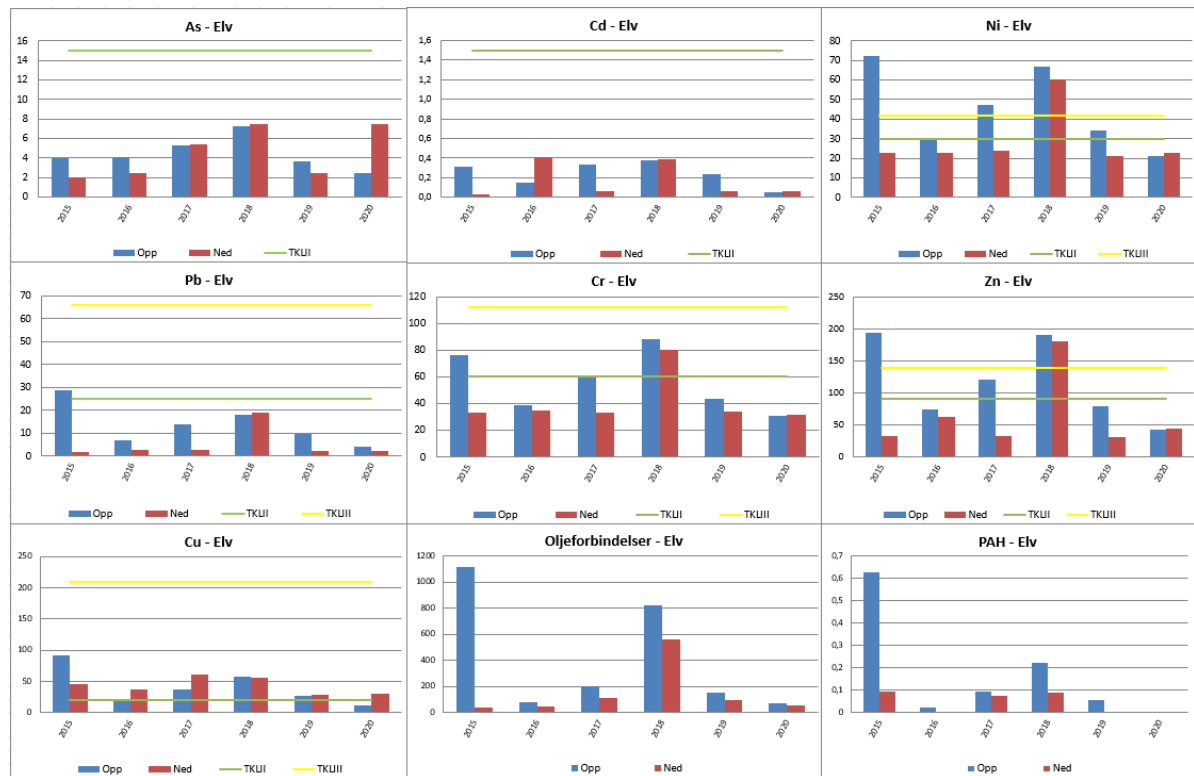 As - Elv
16
14
12
10
8
6
4
2
0
2015 2016 2017 2018 2019 2020
Opp Ned TKLII
Cd - Elv
1,6
1,4
1,2
1,0
0,8
0,6
0,4
0,2
0,0
2015 2016 2017 2018 2019 2020
Opp Ned TKLII
Ni - Elv
80
70
60
50
40
30
20
10
0
2015 2016 2017 2018 2019 2020
Opp Ned TKLII TKLIII
Pb - Elv
70
60
50
40
30
20
10
0
2015 2016 2017 2018 2019 2020
Opp Ned TKLII TKLIII
Cr - Elv
120
100
80
60
40
20
0
2015 2016 2017 2018 2019 2020
Opp Ned TKLII TKLIII
Zn - Elv
250
200
150
100
50
0
2015 2016 2017 2018 2019 2020
Opp Ned TKLII TKLIII
Cu - Elv
250
200
150
100
50
0
2015 2016 2017 2018 2019 2020
Opp Ned TKLII TKLIII
Oljeforbindelser - Elv
1200
1000
800
600
400
200
0
2015 2016 2017 2018 2019 2020
Opp Ned
PAH - Elv
0,7
0,6
0,5
0,4
0,3
0,2
0,1
0,0
2015 2016 2017 2018 2019 2020
Opp Ned